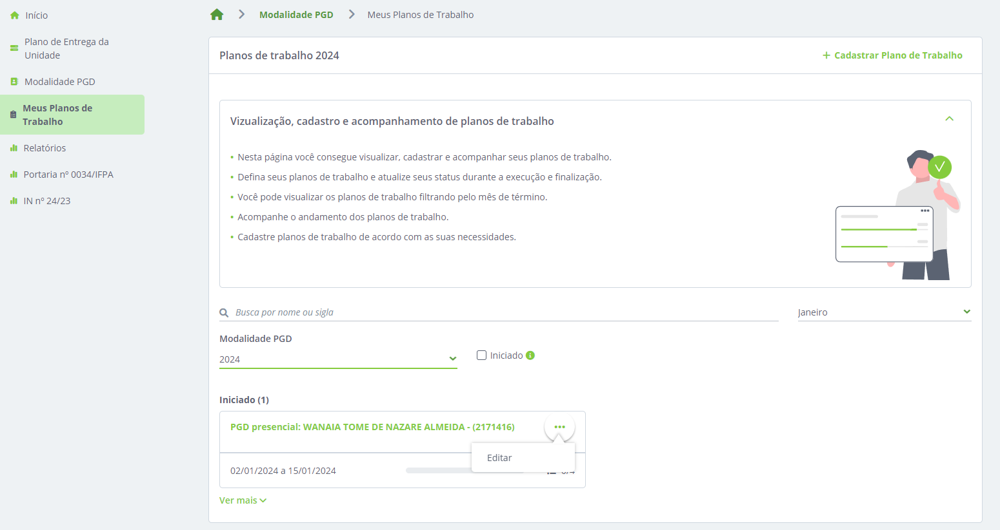 Início
Plano de Entrega da
Unidade
Modalidade PGD
Meus Planos de
Trabalho
Relatórios
Portaria nº 0034/IFPA
IN nº 24/23
Modalidade PGD
Meus Planos de Trabalho
Planos de trabalho 2024
+ Cadastrar Plano de Trabalho
Vizualização, cadastro e acompanhamento de planos de trabalho
• Nesta página você consegue visualizar, cadastrar e acompanhar seus planos de trabalho.
• Defina seus planos de trabalho e atualize seus status durante a execução e finalização.
• Você pode visualizar os planos de trabalho filtrando pelo mês de término.
• Acompanhe o andamento dos planos de trabalho.
• Cadastre planos de trabalho de acordo com as suas necessidades.
Busca por nome ou sigla
Janeiro
Modalidade PGD
2024
Iniciado
Iniciado (1)
PGD presencial: WANAIA TOME DE NAZARE ALMEIDA - (2171416)
Editar
02/01/2024 a 15/01/2024
Ver mais